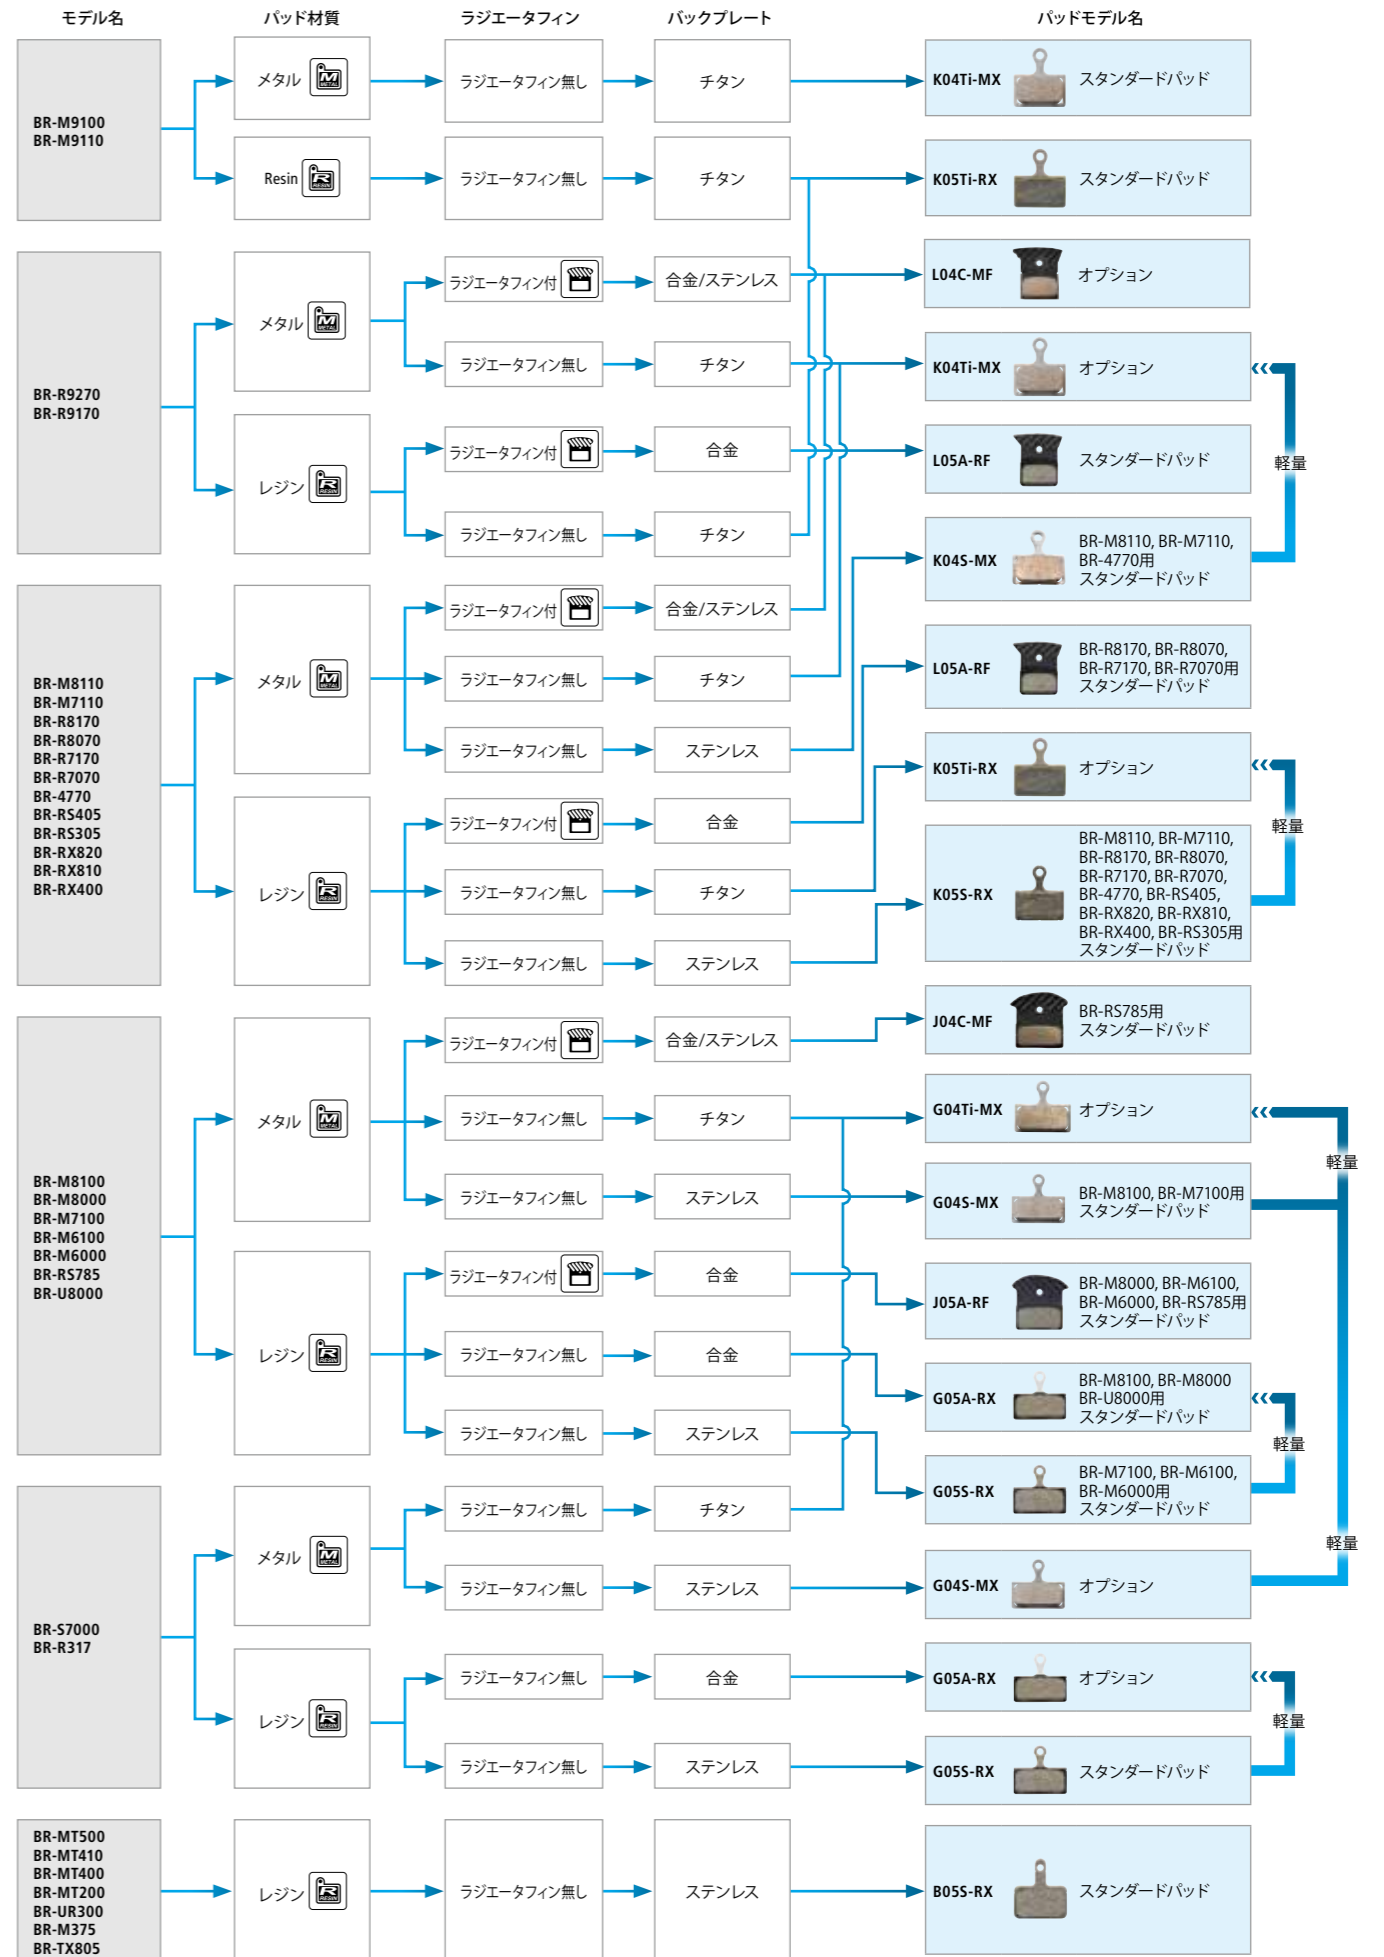 モデル名
パッド材質
ラジエータフィン
バックプレート
パッドモデル名
BR-M9100
BR-M9110
メタル
M
METAL
ラジエータフィン無し
チタン
K04Ti-MX
スタンダードパッド
Resin
R
RESIN
ラジエータフィン無し
チタン
K05Ti-RX
スタンダードパッド
BR-R9270
BR-R9170
メタル
M
METAL
ラジエータフィン付
合金/ステンレス
L04C-MF
オプション
ラジエータフィン無し
チタン
K04Ti-MX
オプション
レジン
R
RESIN
ラジエータフィン付
合金
L05A-RF
スタンダードパッド
軽量
ラジエータフィン無し
チタン
K04S-MX
BR-M8110, BR-M7110,
BR-4770用
スタンダードパッド
BR-M8110
BR-M7110
BR-R8170
BR-R8070
BR-R7170
BR-R7070
BR-4770
BR-RS405
BR-RS305
BR-RX820
BR-RX810
BR-RX400
メタル
M
METAL
ラジエータフィン付
合金/ステンレス
ラジエータフィン無し
チタン
L05A-RF
BR-R8170, BR-R8070,
BR-R7170, BR-R7070用
スタンダードパッド
ラジエータフィン無し
ステンレス
K05Ti-RX
オプション
レジン
R
RESIN
ラジエータフィン付
合金
軽量
ラジエータフィン無し
チタン
K05S-RX
BR-M8110, BR-M7110,
BR-R8170, BR-R8070,
BR-R7170, BR-R7070,
BR-4770, BR-RS405,
BR-RX820, BR-RX810,
BR-RX400, BR-RS305用
スタンダードパッド
ラジエータフィン無し
ステンレス
BR-M8100
BR-M8000
BR-M7100
BR-M6100
BR-M6000
BR-RS785
BR-U8000
メタル
M
METAL
ラジエータフィン付
合金/ステンレス
J04C-MF
BR-RS785用
スタンダードパッド
ラジエータフィン無し
チタン
G04Ti-MX
オプション
軽量
ラジエータフィン無し
ステンレス
G04S-MX
BR-M8100, BR-M7100用
スタンダードパッド
レジン
R
RESIN
ラジエータフィン付
合金
J05A-RF
BR-M8000, BR-M6100,
BR-M6000, BR-RS785用
スタンダードパッド
ラジエータフィン無し
合金
G05A-RX
BR-M8100, BR-M8000
BR-U8000用
スタンダードパッド
軽量
ラジエータフィン無し
ステンレス
G05S-RX
BR-M7100, BR-M6100,
BR-M6000用
スタンダードパッド
BR-S7000
BR-R317
メタル
M
METAL
ラジエータフィン無し
チタン
軽量
ラジエータフィン無し
ステンレス
G04S-MX
オプション
レジン
R
RESIN
ラジエータフィン無し
合金
G05A-RX
オプション
軽量
ラジエータフィン無し
ステンレス
G05S-RX
スタンダードパッド
BR-MT500
BR-MT410
BR-MT400
BR-MT200
BR-UR300
BR-M375
BR-TX805
レジン
R
RESIN
ラジエータフィン無し
ステンレス
B05S-RX
スタンダードパッド